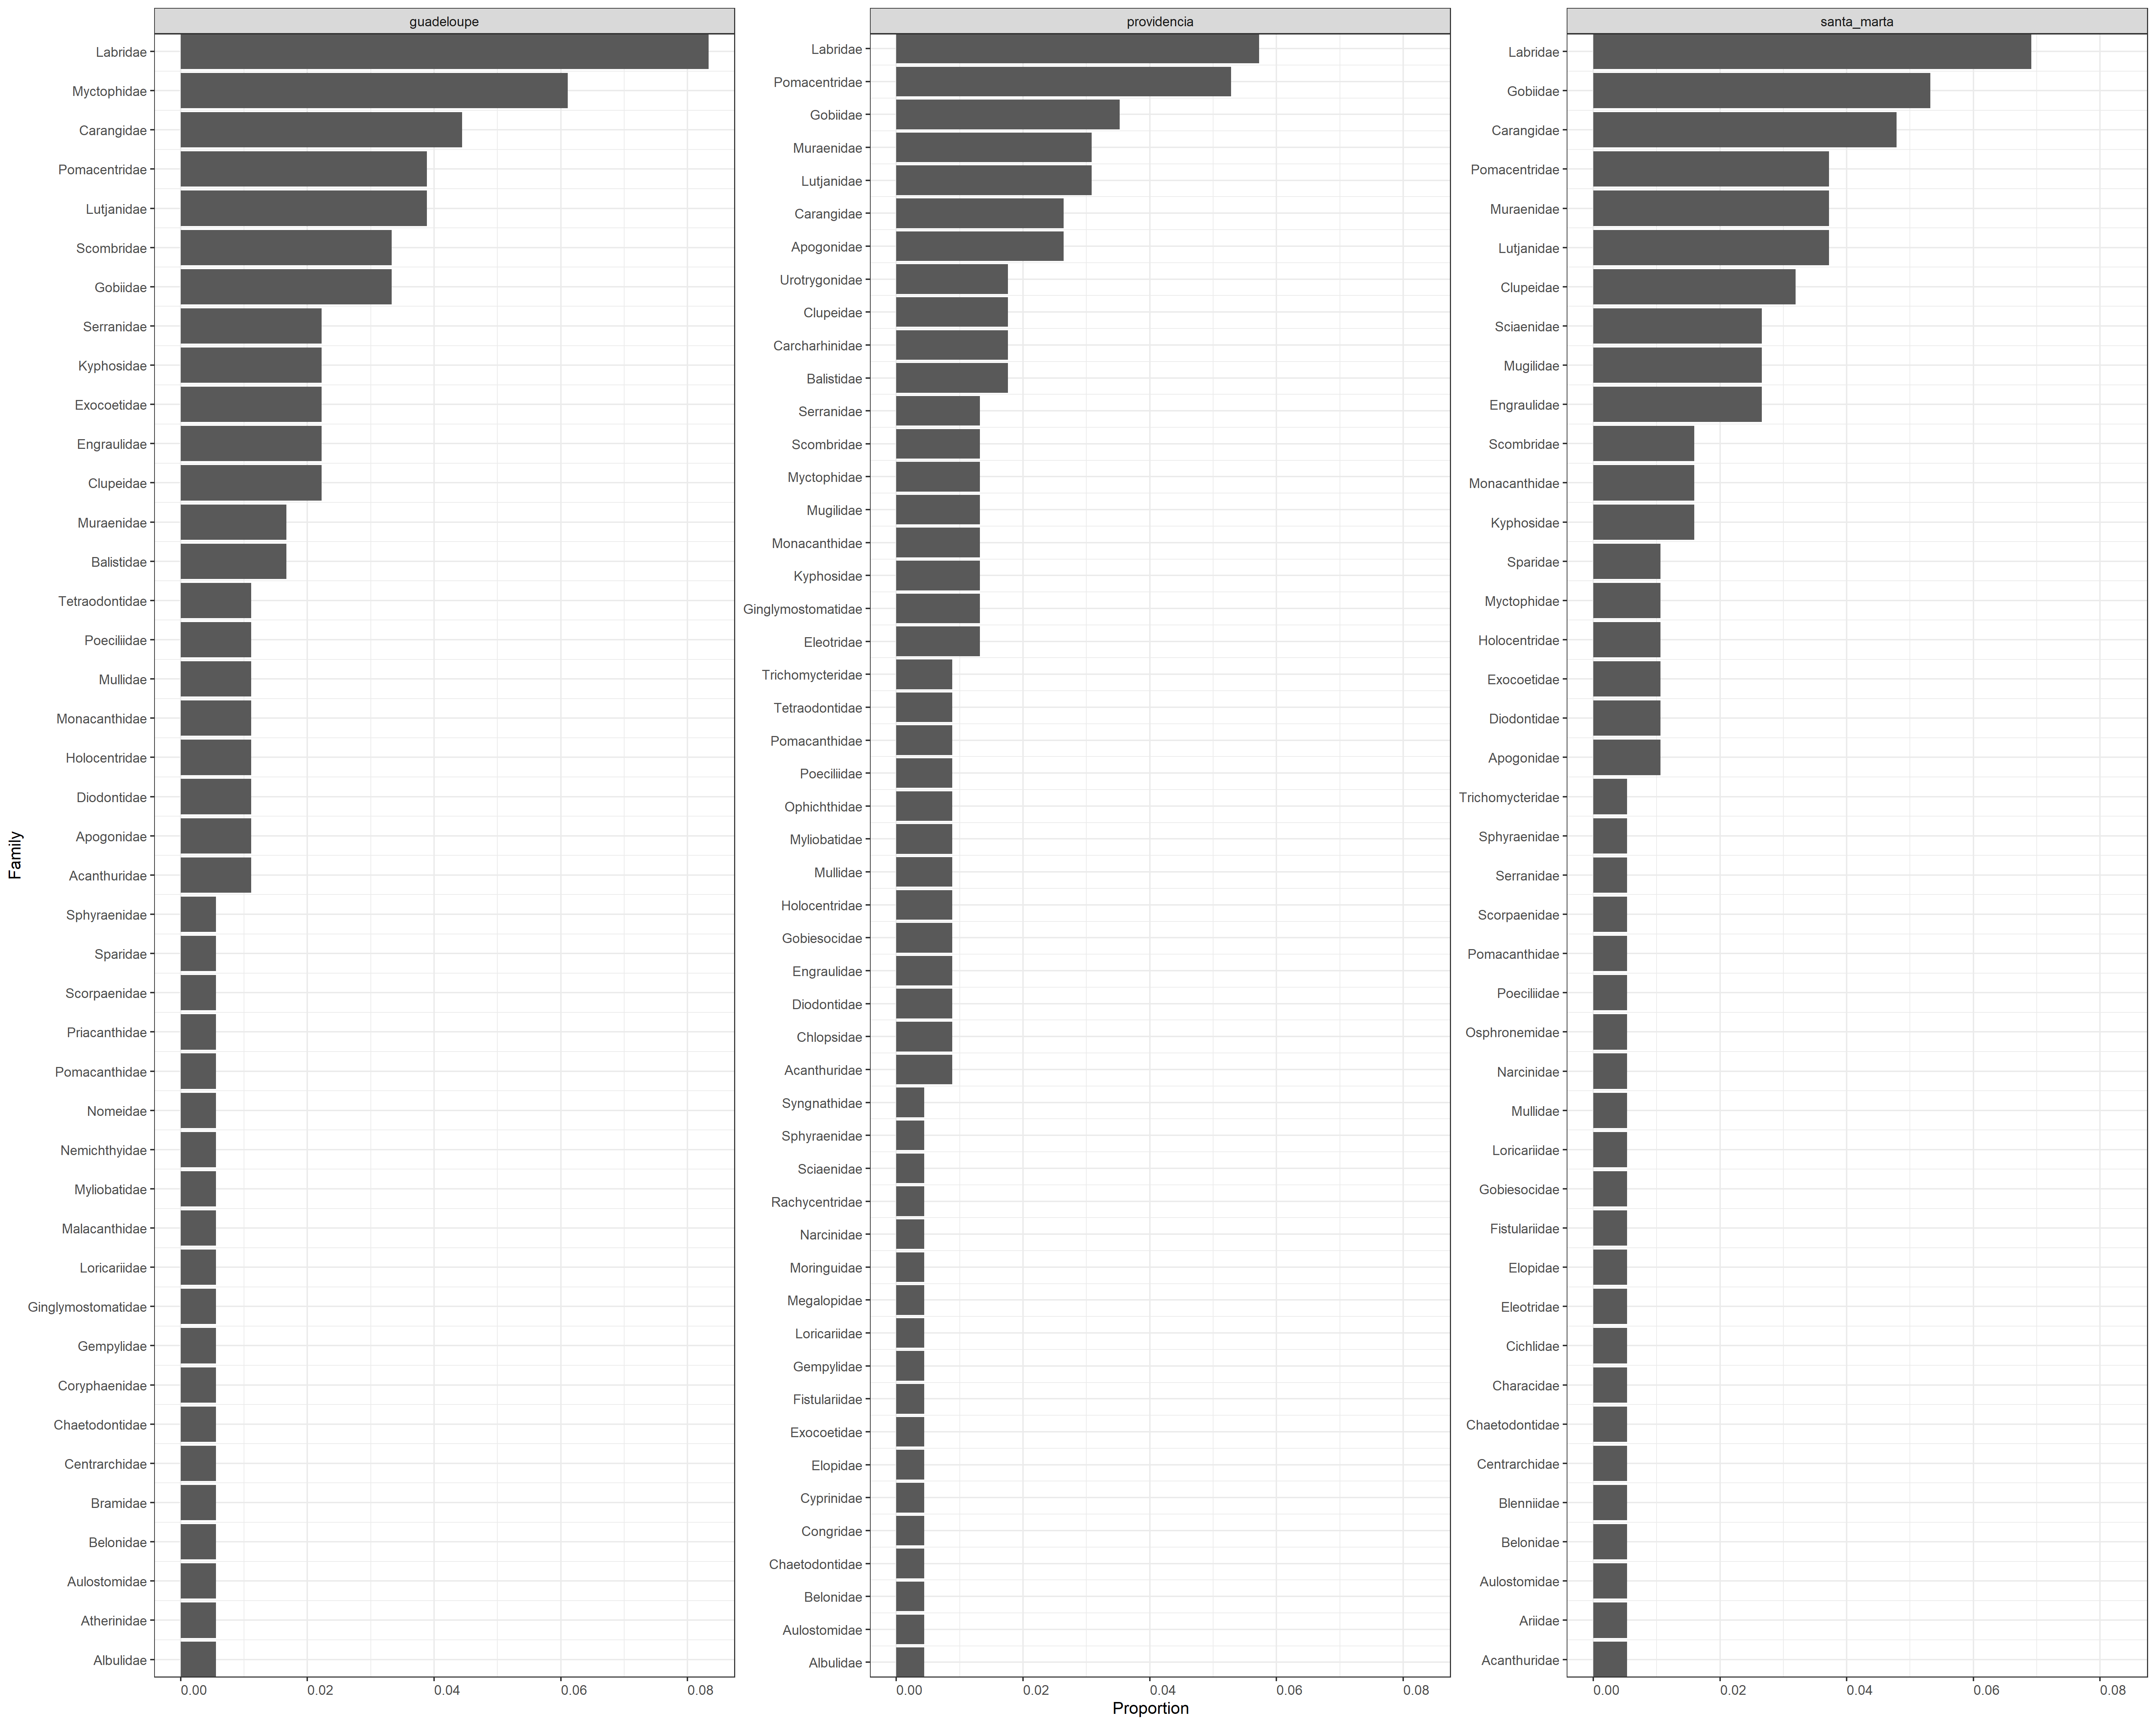 guadeloupe
Labridae
Myctophidae
Carangidae
Pomacentridae
Lutjanidae
Scombridae
Gobiidae
Serranidae
Kyphosidae
Exocoetidae
Engraulidae
Clupeidae
Muraenidae
Balistidae
Tetraodontidae
Poeciliidae
Mullidae
Monacanthidae
Holocentridae
Diodontidae
Apogonidae
Acanthuridae
Sphyraenidae
Sparidae
Scorpaenidae
Priacanthidae
Pomacanthidae
Nomeidae
Nemichthyidae
Myliobatidae
Malacanthidae
Loricariidae
Ginglymostomatidae
Gempylidae
Coryphaenidae
Chaetodontidae
Centrarchidae
Bramidae
Belonidae
Aulostomidae
Atherinidae
Albulidae
0.00 0.02 0.04 0.06 0.08
providencia
Labridae
Pomacentridae
Gobiidae
Muraenidae
Lutjanidae
Carangidae
Apogonidae
Urotrygonidae
Clupeidae
Carcharhinidae
Balistidae
Serranidae
Scombridae
Myctophidae
Mugilidae
Monacanthidae
Kyphosidae
Ginglymostomatidae
Eleotridae
Trichomycteridae
Tetraodontidae
Pomacanthidae
Poeciliidae
Ophichthidae
Myliobatidae
Mullidae
Holocentridae
Gobiesocidae
Engraulidae
Diodontidae
Chlopsidae
Acanthuridae
Syngnathidae
Sphyraenidae
Sciaenidae
Rachycentridae
Narcinidae
Moringuidae
Megalopidae
Loricariidae
Gempylidae
Fistulariidae
Exocoetidae
Elopidae
Cyprinidae
Congridae
Chaetodontidae
Belonidae
Aulostomidae
Albulidae
0.00 0.02 0.04 0.06 0.08
santa_marta
Labridae
Gobiidae
Carangidae
Pomacentridae
Muraenidae
Lutjanidae
Clupeidae
Sciaenidae
Mugilidae
Engraulidae
Scombridae
Monacanthidae
Kyphosidae
Sparidae
Myctophidae
Holocentridae
Exocoetidae
Diodontidae
Apogonidae
Trichomycteridae
Sphyraenidae
Serranidae
Scorpaenidae
Pomacanthidae
Poeciliidae
Osphronemidae
Narcinidae
Mullidae
Loricariidae
Gobiesocidae
Fistulariidae
Elopidae
Eleotridae
Cichlidae
Characidae
Chaetodontidae
Centrarchidae
Blenniidae
Belonidae
Aulostomidae
Ariidae
Acanthuridae
0.00 0.02 0.04 0.06 0.08
Family
Proportion